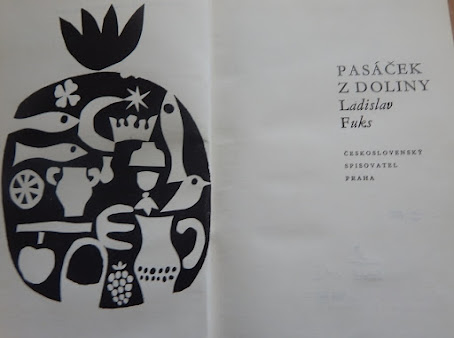 PASÁČEK
Z DOLINY
Ladislav
Fuks
ČESKOSLOVENSKÝ
SPISOVATEL
PRAHA